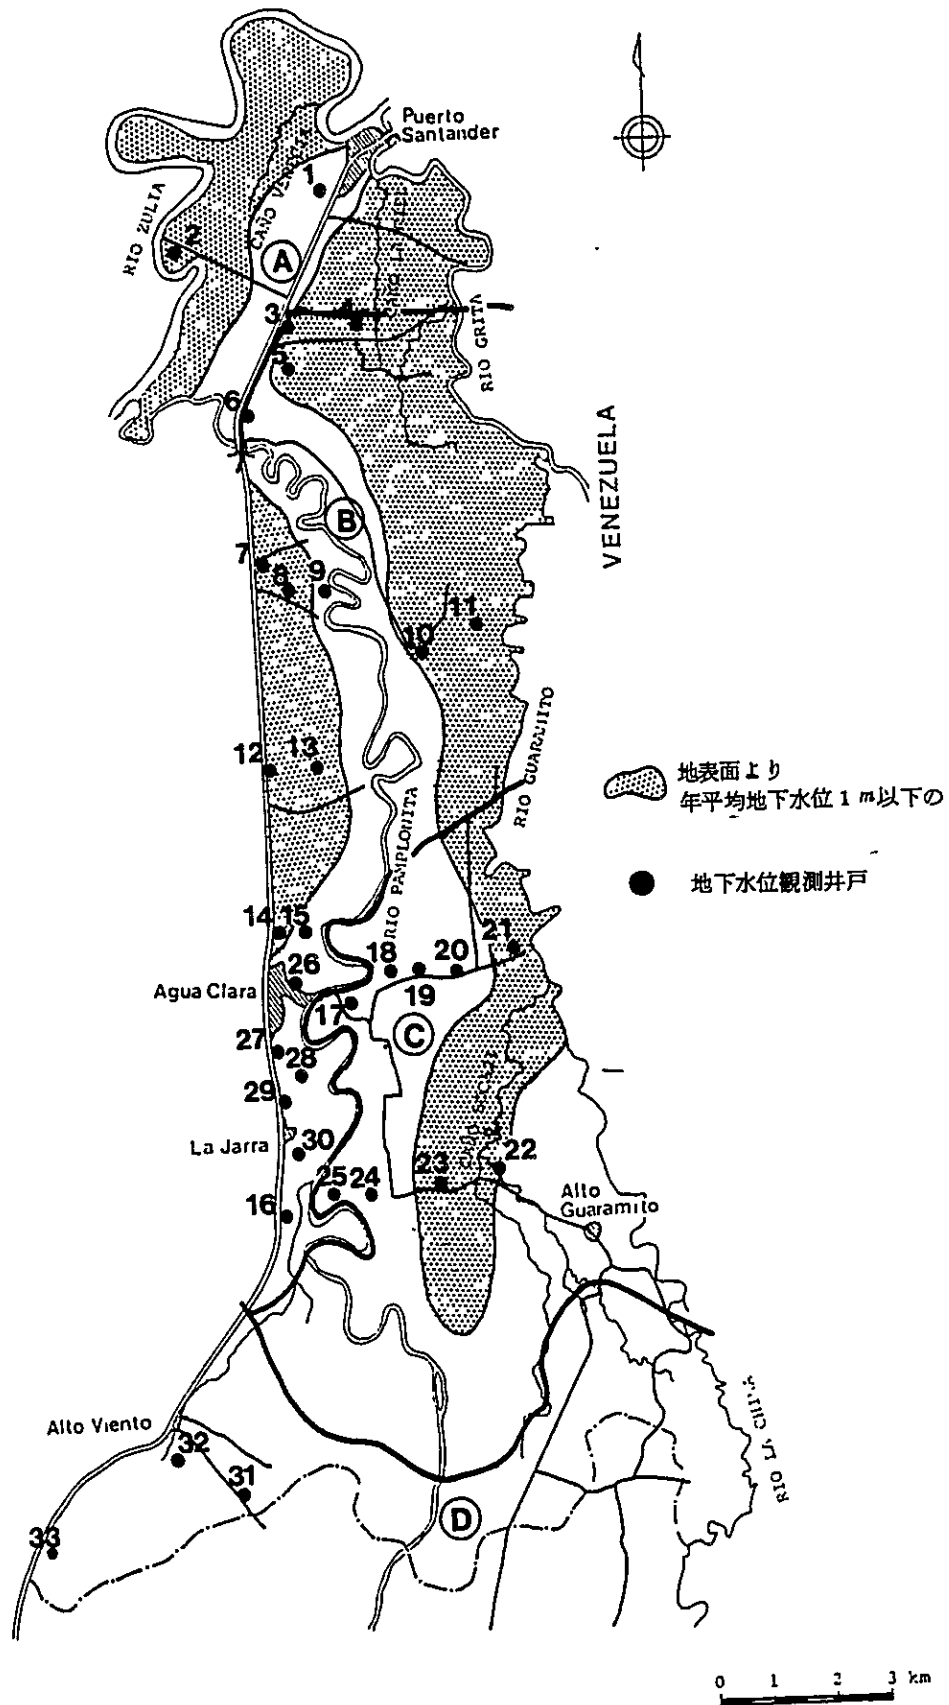 Puerto
Santander
1
CAÑO
RIO ZULIA
2
A
3
4
RIO GRITA
5
6
VENEZUELA
B
7
8
9
10
11
RIO GUARAMITO
12
13
地表面より
年平均地下水位1m以下の
RIO PAMPLONITA
地下水位観測井戸
14
15
18
20
21
26
Agua Clara
17
19
C
27
28
29
La Jarra
30
22
23
25
24
16
Alto
Guaramito
Alto Viento
32
31
RIO LA
D
33
0 1 2 3 km